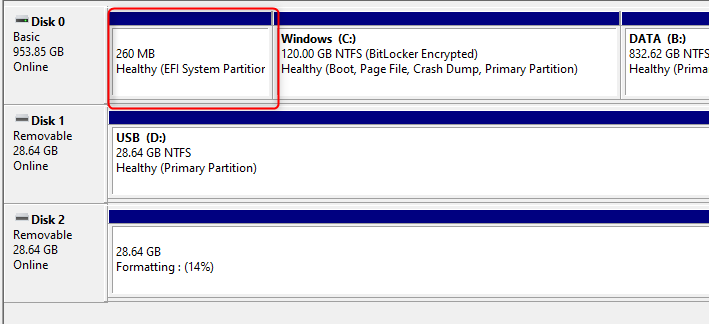 Disk 0
Basic
953.85 GB
Online
260 MB
Healthy (EFI System Partition
Windows (C:)
120.00 GB NTFS (BitLocker Encrypted)
Healthy (Boot, Page File, Crash Dump, Primary Partition)
DATA (B:)
832.62 GB NTFS
Healthy (Prima
Disk 1
Removable
28.64 GB
Online
USB (D:)
28.64 GB NTFS
Healthy (Primary Partition)
Disk 2
Removable
28.64 GB
Online
28.64 GB
Formatting : (14%)